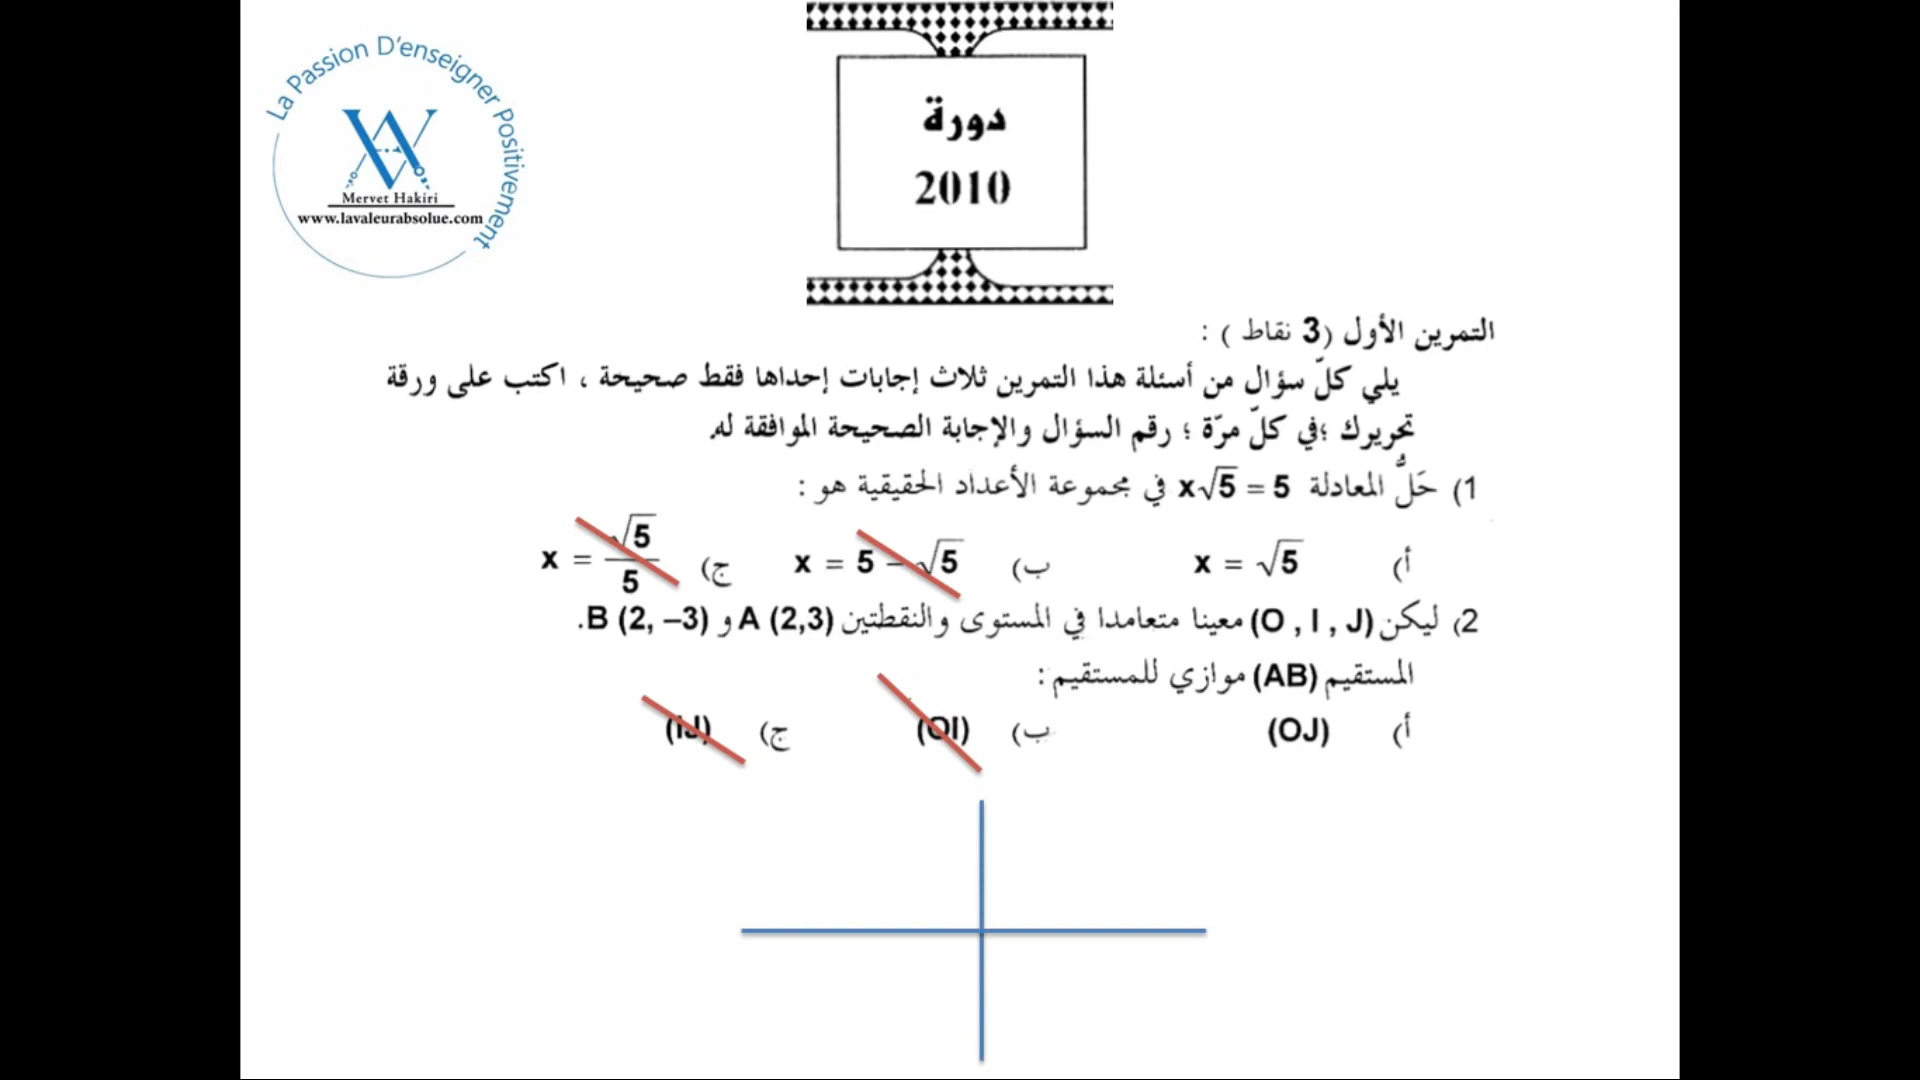 La Passion D'enseigner Positivement
Mervet Hakiri
www.lavaleurabsolue.com
دورة
2010
التمرين الأول (3 نقاط ) :
يلي كلّ سؤال من أسئلة هذا التمرين ثلاث إجابات إحداها فقط صحيحة ، اكتب على ورقة
تحريرك ؛في كلّ مرّة ؛ رقم السؤال والإجابة الصحيحة الموافقة له.
1) حَلُّ المعادلة x√5 = 5 في مجموعة الأعداد الحقيقية هو :
أ) x = √5 ب) x = 5 – √5 ج) x = √5/5
2) ليكن (O , I , J) معينا متعامدا في المستوى والنقطتين A (2,3) و B (2, –3).
المستقيم (AB) موازي للمستقيم :
أ) (OJ) ب) (OI) ج) (IJ)